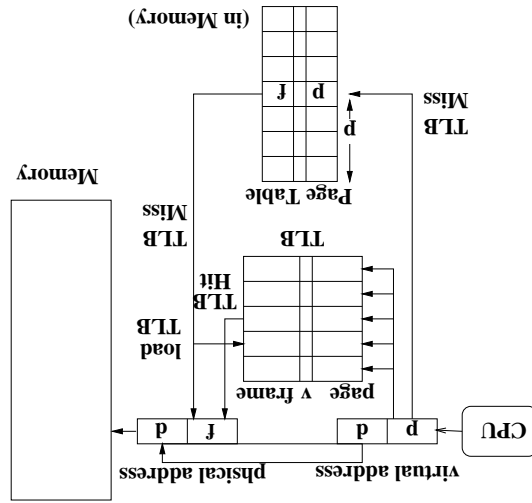 virtual address phsical address
CPU p d f d
page v frame
load
TLB
TLB
Hit
TLB
TLB
Miss
Memory
Page Table
p
TLB
Miss
p f
(in Memory)